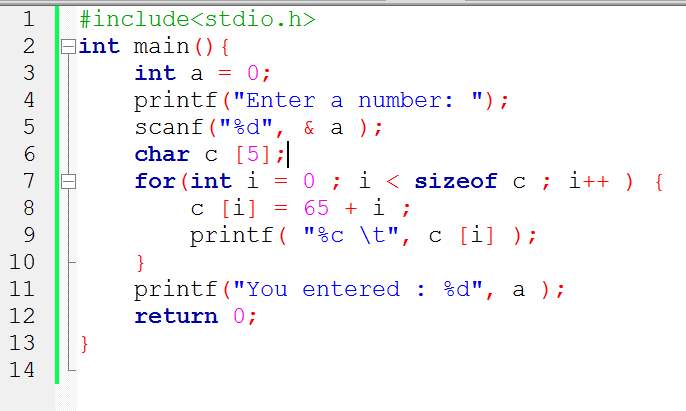 1 #include<stdio.h>
2 int main(){
3 int a = 0;
4 printf("Enter a number: ");
5 scanf("%d", & a );
6 char c [5];
7 for(int i = 0 ; i < sizeof c ; i++ ) {
8 c [i] = 65 + i ;
9 printf( "%c \t", c [i] );
10 }
11 printf("You entered : %d", a );
12 return 0;
13 }
14